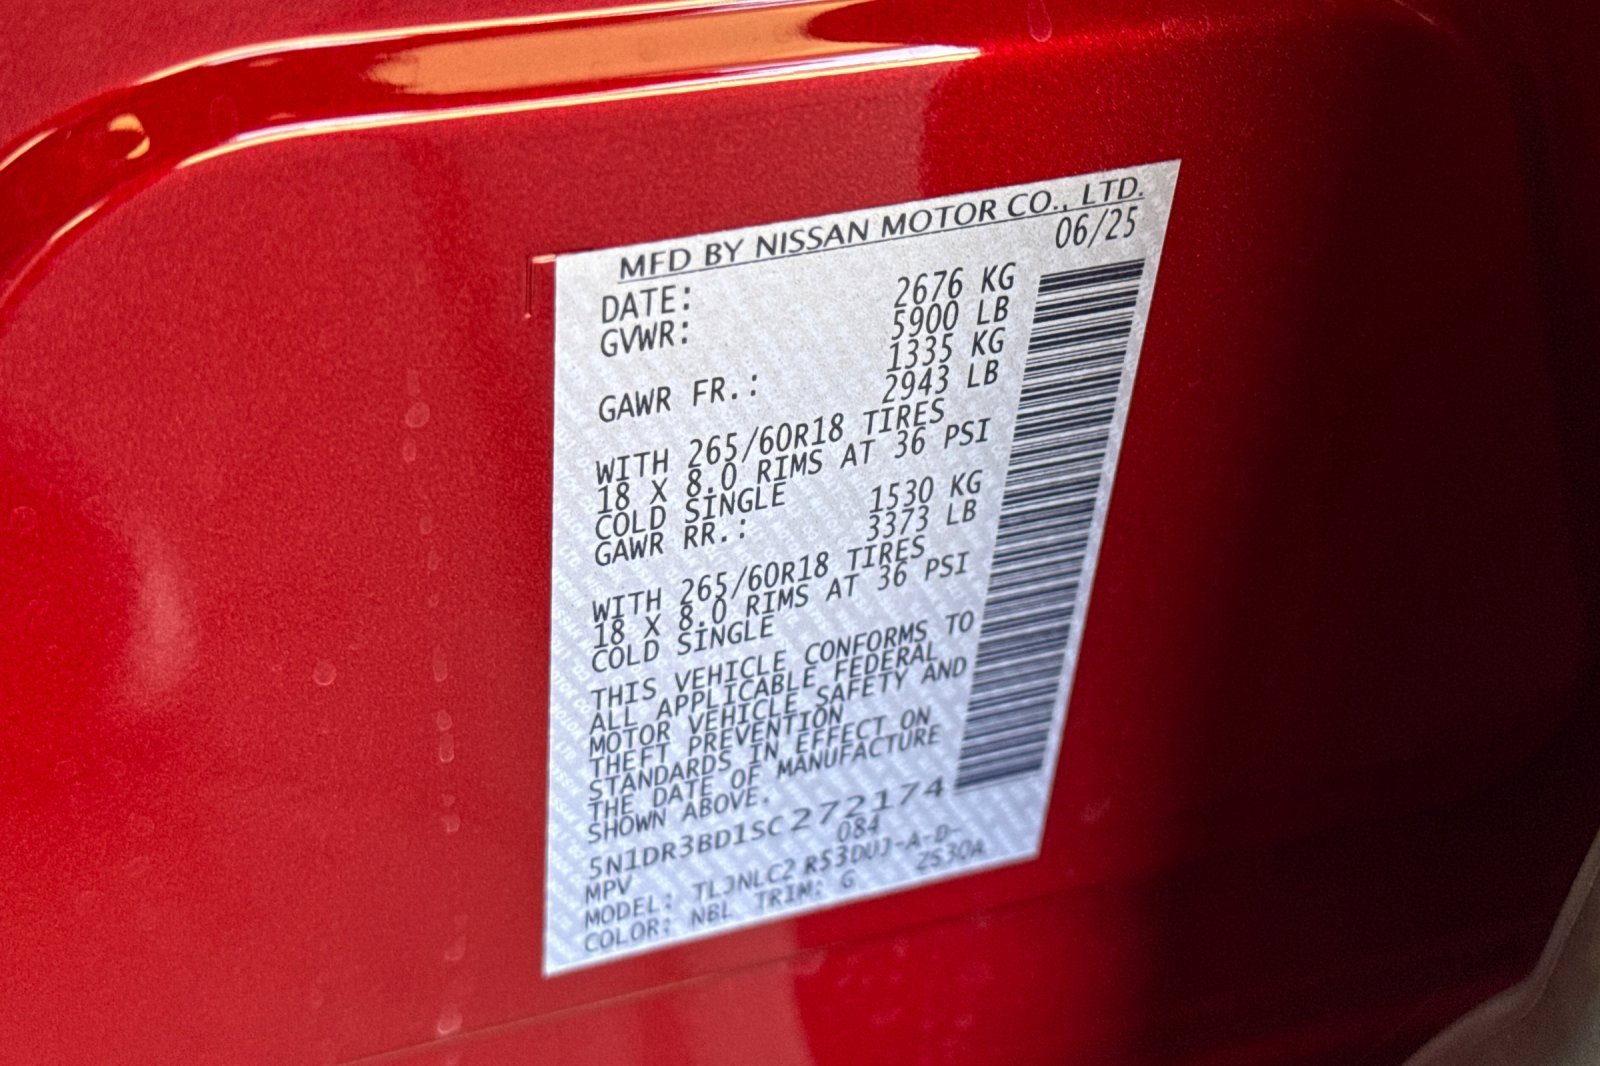 MFD BY NISSAN MOTOR CO., LTD.
DATE: 06/25
GVWR: 2676 KG
5900 LB
GAWR FR.: 1335 KG
2943 LB
WITH 265/60R18 TIRES
18 X 8.0 RIMS AT 36 PSI
COLD SINGLE
GAWR RR.: 1530 KG
3373 LB
WITH 265/60R18 TIRES
18 X 8.0 RIMS AT 36 PSI
COLD SINGLE
THIS VEHICLE CONFORMS TO
ALL APPLICABLE FEDERAL
MOTOR VEHICLE SAFETY AND
THEFT PREVENTION
STANDARDS IN EFFECT ON
THE DATE OF MANUFACTURE
SHOWN ABOVE.
5N1DR3BD1SC272174
MPV 084
MODEL: TLJNLC2 R53DUJ-A-D-
COLOR: NBL TRIM: G ZS30A